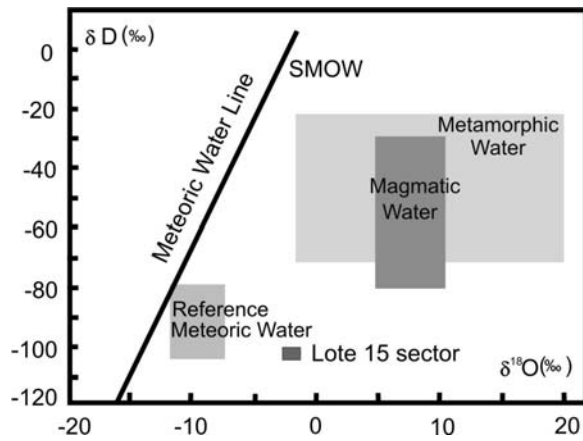 δ D (‰)
0
-20
-40
-60
-80
-100
-120
SMOW
Meteoric Water Line
Metamorphic
Water
Magmatic
Water
Reference
Meteoric Water
Lote 15 sector
δ¹⁸O(‰)
-20
-10
0
10
20